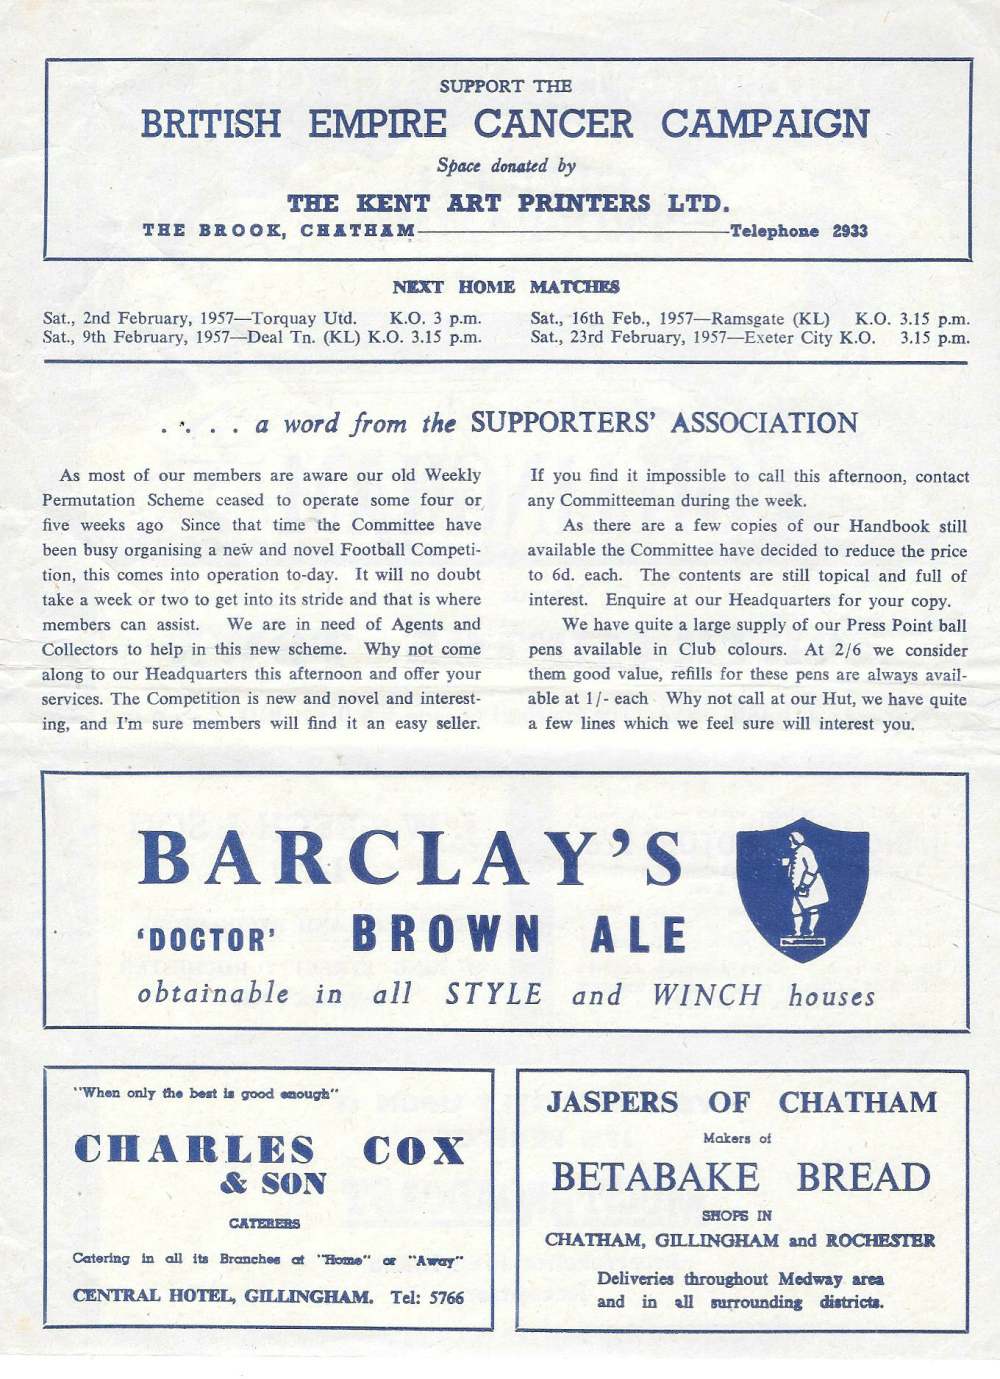 SUPPORT THE
BRITISH EMPIRE CANCER CAMPAIGN
Space donated by
THE KENT ART PRINTERS LTD.
THE BROOK, CHATHAM————Telephone 2933
NEXT HOME MATCHES
Sat., 2nd February, 1957—Torquay Utd. K.O. 3 p.m.
Sat., 9th February, 1957—Deal Tn. (KL) K.O. 3.15 p.m.
Sat., 16th Feb., 1957—Ramsgate (KL) K.O. 3.15 p.m.
Sat., 23rd February, 1957—Exeter City K.O. 3.15 p.m.
. . . . a word from the SUPPORTERS' ASSOCIATION
As most of our members are aware our old Weekly
Permutation Scheme ceased to operate some four or
five weeks ago Since that time the Committee have
been busy organising a new and novel Football Competi-
tion, this comes into operation to-day. It will no doubt
take a week or two to get into its stride and that is where
members can assist. We are in need of Agents and
Collectors to help in this new scheme. Why not come
along to our Headquarters this afternoon and offer your
services. The Competition is new and novel and interest-
ing, and I'm sure members will find it an easy seller.
If you find it impossible to call this afternoon, contact
any Committeeman during the week.
As there are a few copies of our Handbook still
available the Committee have decided to reduce the price
to 6d. each. The contents are still topical and full of
interest. Enquire at our Headquarters for your copy.
We have quite a large supply of our Press Point ball
pens available in Club colours. At 2/6 we consider
them good value, refills for these pens are always avail-
able at 1/- each Why not call at our Hut, we have quite
a few lines which we feel sure will interest you.
BARCLAY'S
'DOCTOR' BROWN ALE
obtainable in all STYLE and WINCH houses
"When only the best is good enough"
CHARLES COX
& SON
CATERERS
Catering in all its Branches at "Home" or "Away"
CENTRAL HOTEL, GILLINGHAM. Tel: 5766
JASPERS OF CHATHAM
Makers of
BETABAKE BREAD
SHOPS IN
CHATHAM, GILLINGHAM and ROCHESTER
Deliveries throughout Medway area
and in all surrounding districts.